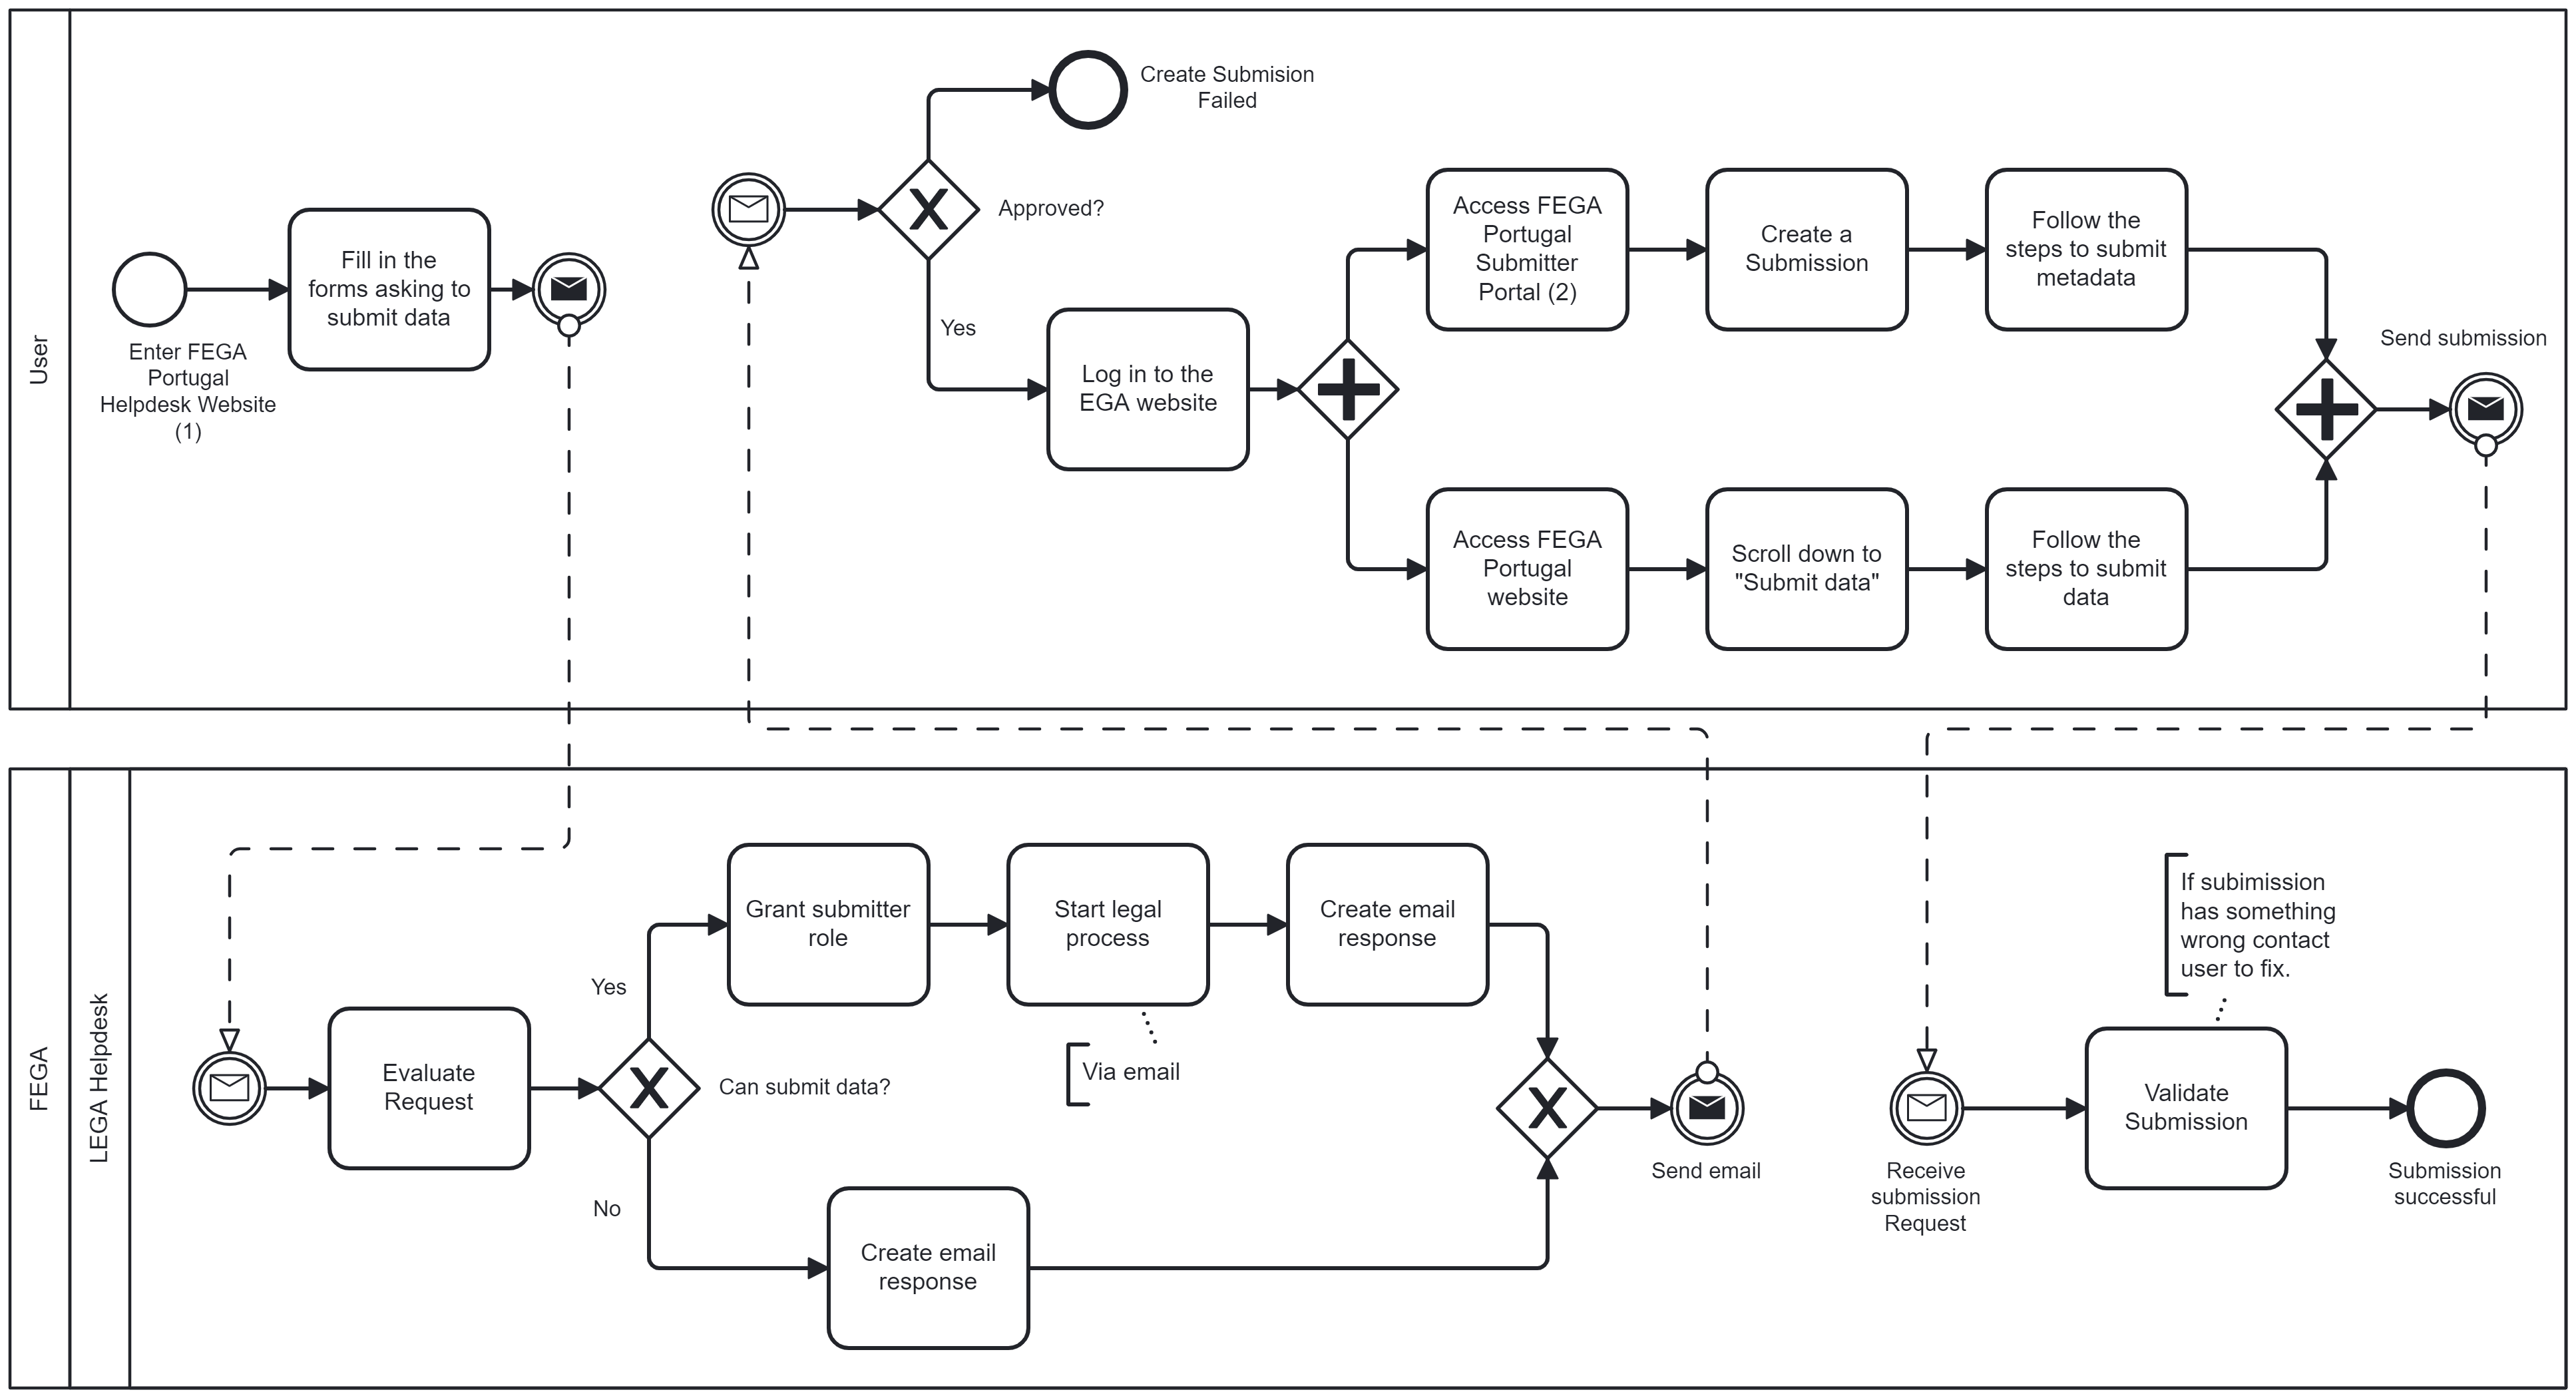 User
Enter FEGA
Portugal
Helpdesk Website
(1)
Fill in the
forms asking to
submit data
Create Submision
Failed
Approved?
Yes
Log in to the
EGA website
Access FEGA
Portugal
Submitter
Portal (2)
Create a
Submission
Follow the
steps to submit
metadata
Access FEGA
Portugal
website
Scroll down to
"Submit data"
Follow the
steps to submit
data
Send submission
FEGA
LEGA Helpdesk
Evaluate
Request
Can submit data?
Yes
No
Grant submitter
role
Start legal
process
Via email
Create email
response
Create email
response
Send email
Receive
submission
Request
If subimission
has something
wrong contact
user to fix.
Validate
Submission
Submission
successful